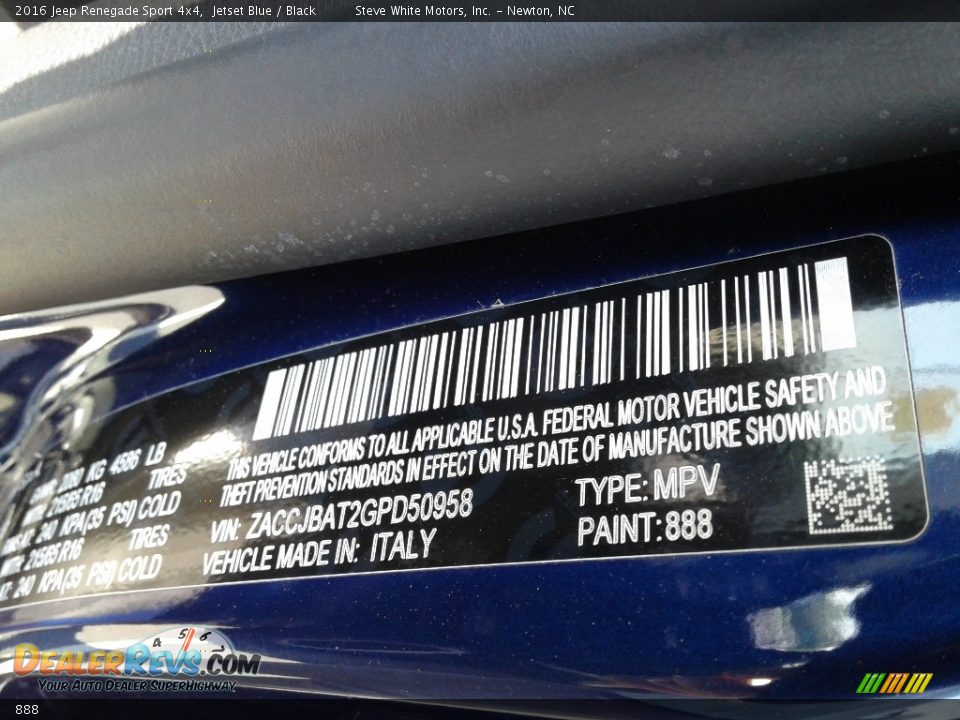 2016 Jeep Renegade Sport 4x4, Jetset Blue / Black Steve White Motors, Inc. - Newton, NC
KG 4586 LB
TIRES
215/65 R16
240 KPA(35 PSI) COLD
TIRES
215/65 R16
240 KPA(35 PSI) COLD
THIS VEHICLE CONFORMS TO ALL APPLICABLE U.S.A. FEDERAL MOTOR VEHICLE SAFETY AND
THEFT PREVENTION STANDARDS IN EFFECT ON THE DATE OF MANUFACTURE SHOWN ABOVE
VIN: ZACCJBAT2GPD50958
TYPE: MPV
VEHICLE MADE IN: ITALY
PAINT: 888
4 5 6
DealerRevs.com
Your Auto Dealer SuperHighway
888